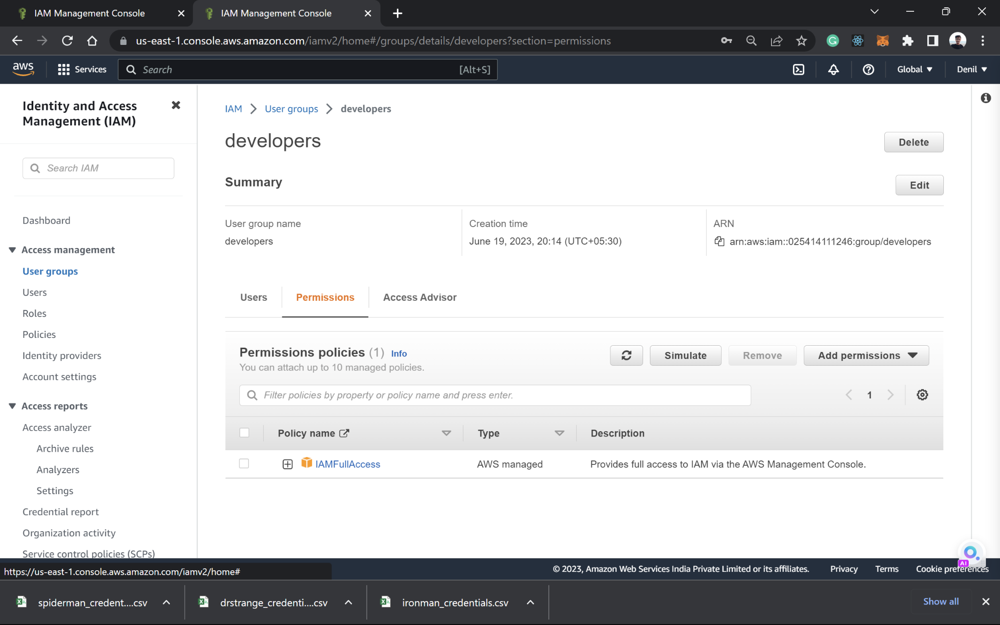 IAM Management Console
IAM Management Console
us-east-1.console.aws.amazon.com/iamv2/home#/groups/details/developers?section=permissions
aws
Services
Search
[Alt+S]
Global
Denil
Identity and Access
Management (IAM)
Search IAM
Dashboard
Access management
User groups
Users
Roles
Policies
Identity providers
Account settings
Access reports
Access analyzer
Archive rules
Analyzers
Settings
Credential report
Organization activity
Service control policies (SCPs)
IAM
User groups
developers
developers
Delete
Summary
Edit
User group name
developers
Creation time
June 19, 2023, 20:14 (UTC+05:30)
ARN
arn:aws:iam::025414111246:group/developers
Users
Permissions
Access Advisor
Permissions policies (1) Info
You can attach up to 10 managed policies.
Simulate
Remove
Add permissions
Filter policies by property or policy name and press enter.
1
Policy name
Type
Description
IAMFullAccess
AWS managed
Provides full access to IAM via the AWS Management Console.
AI
https://us-east-1.console.aws.amazon.com/iamv2/home#
© 2023, Amazon Web Services India Private Limited or its affiliates.
Privacy
Terms
Cookie preferences
spiderman_credent....csv
drstrange_credenti....csv
ironman_credentials.csv
Show all